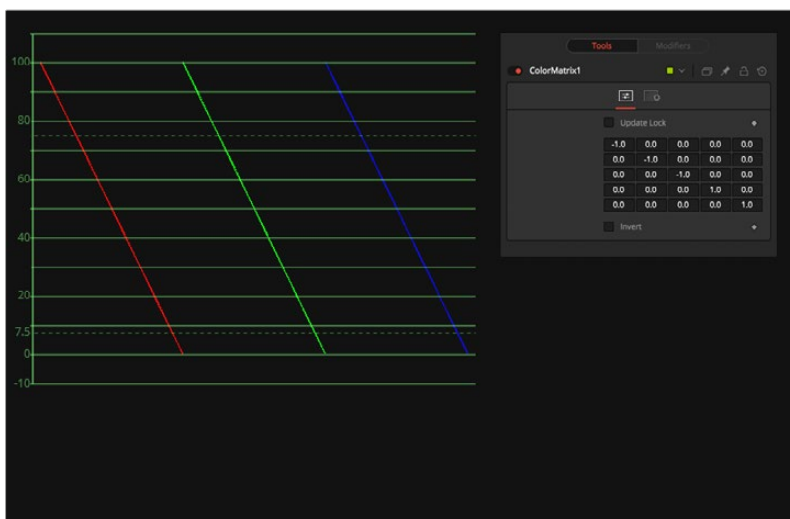 100
80
60
40
20
7.5
0
-10
Tools Modifiers
ColorMatrix1
Update Lock
-1.0 0.0 0.0 0.0 0.0
0.0 -1.0 0.0 0.0 0.0
0.0 0.0 -1.0 0.0 0.0
0.0 0.0 0.0 1.0 0.0
0.0 0.0 0.0 0.0 1.0
Invert